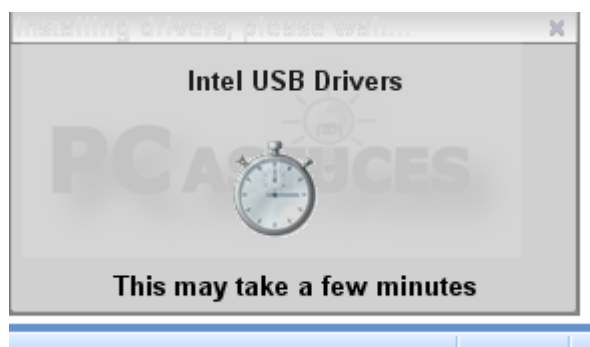 Installing drivers, please wait...
Intel USB Drivers
PC ASTUCES
This may take a few minutes